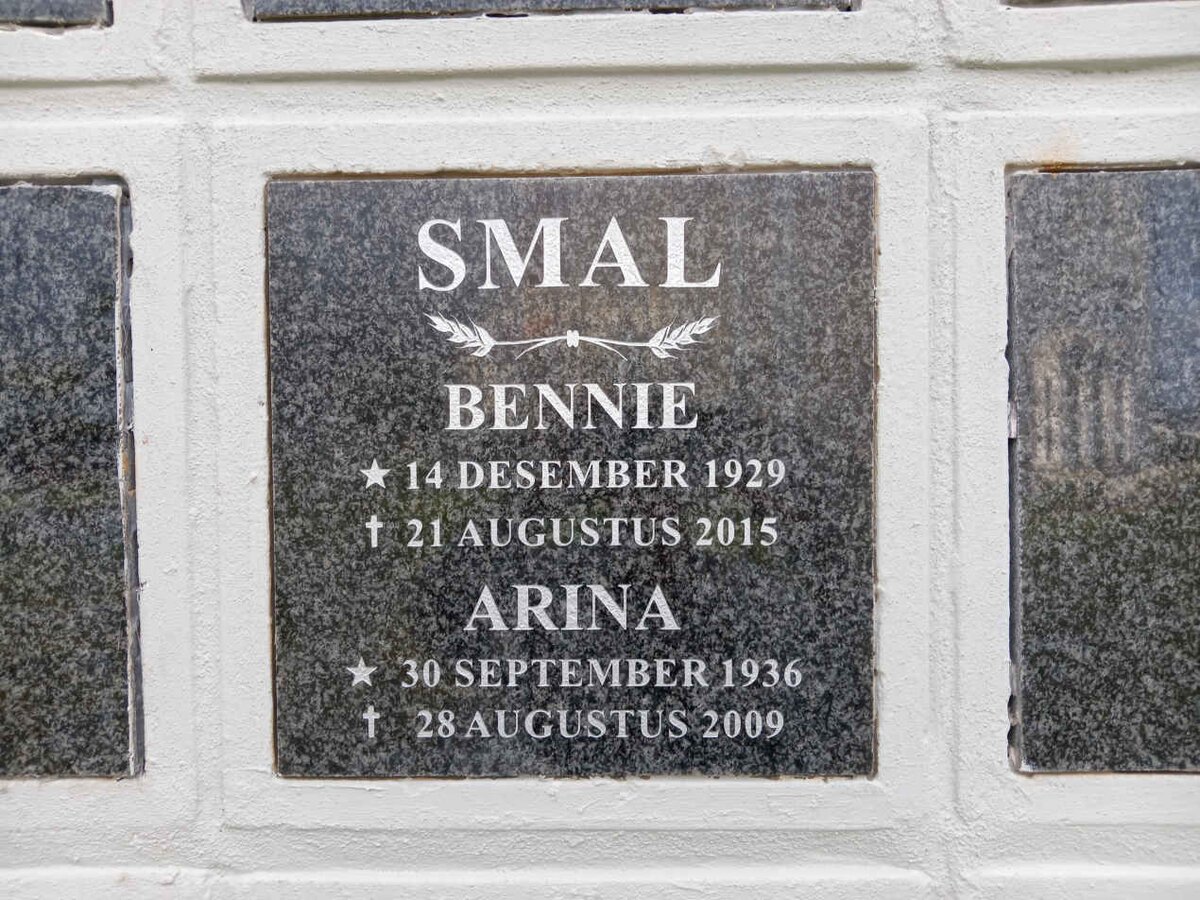 SMAL
BENNIE
★ 14 DESEMBER 1929
✝ 21 AUGUSTUS 2015
ARINA
★ 30 SEPTEMBER 1936
✝ 28 AUGUSTUS 2009